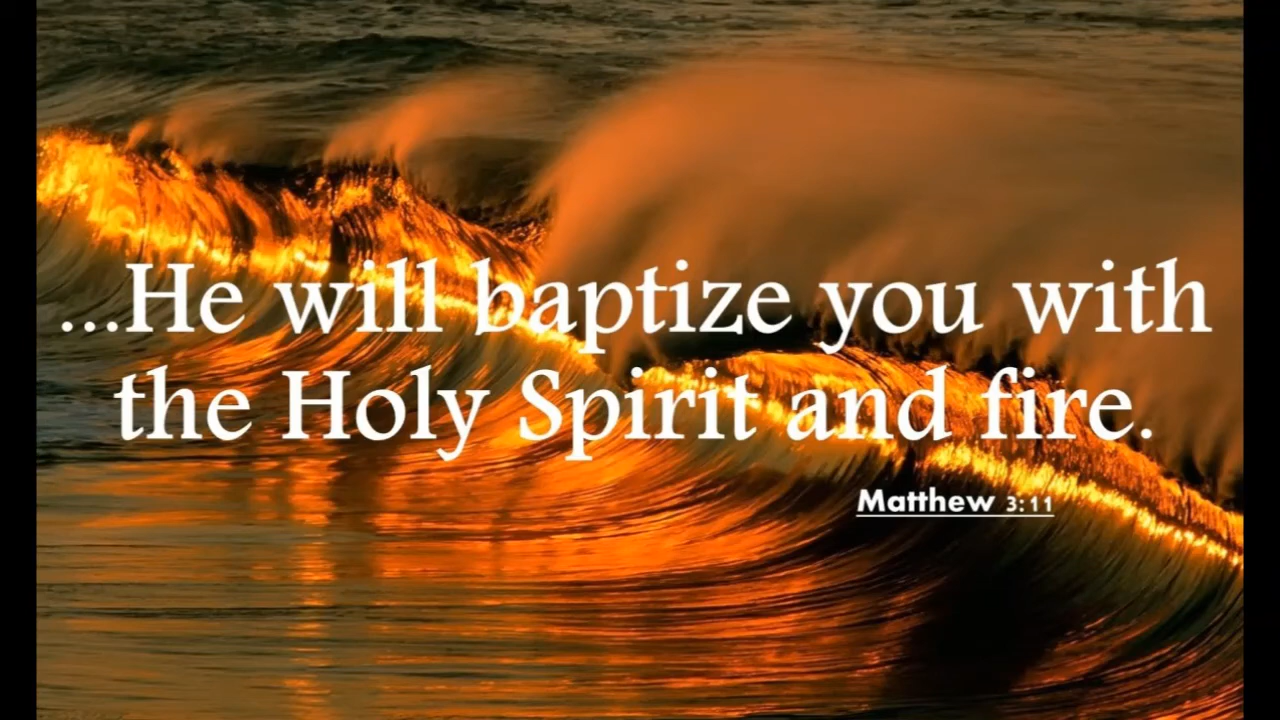 ...He will baptize you with
the Holy Spirit and fire.
Matthew 3:11